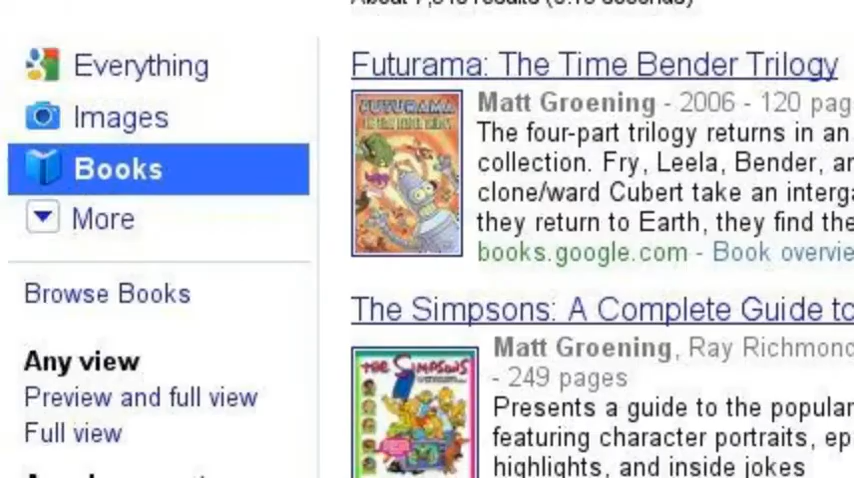 Everything
Images
Books
More
Browse Books
Any view
Preview and full view
Full view
Futurama: The Time Bender Trilogy
FUTURAMA
Matt Groening - 2006 - 120 pag
The four-part trilogy returns in an
collection. Fry, Leela, Bender, an
clone/ward Cubert take an interga
they return to Earth, they find the
books.google.com - Book overvie
The Simpsons: A Complete Guide to
THE SIMPSONS
Matt Groening, Ray Richmond
- 249 pages
Presents a guide to the popular
featuring character portraits, ep
highlights, and inside jokes